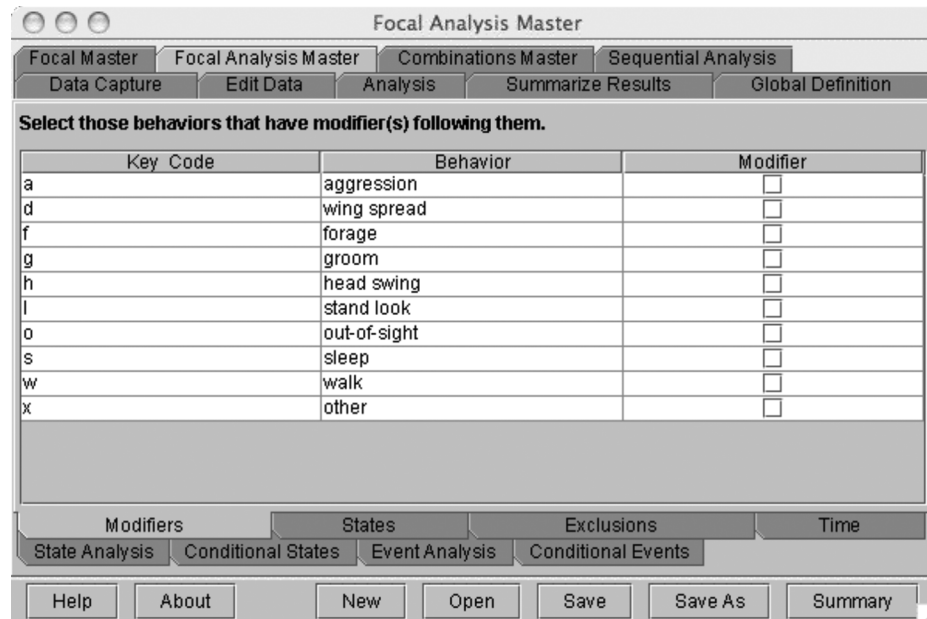 Focal Analysis Master
Focal Master Focal Analysis Master Combinations Master Sequential Analysis
Data Capture Edit Data Analysis Summarize Results Global Definition
Select those behaviors that have modifier(s) following them.
Key Code Behavior Modifier
a aggression
d wing spread
f forage
g groom
h head swing
l stand look
o out-of-sight
s sleep
w walk
x other
Modifiers States Exclusions Time
State Analysis Conditional States Event Analysis Conditional Events
Help About New Open Save Save As Summary